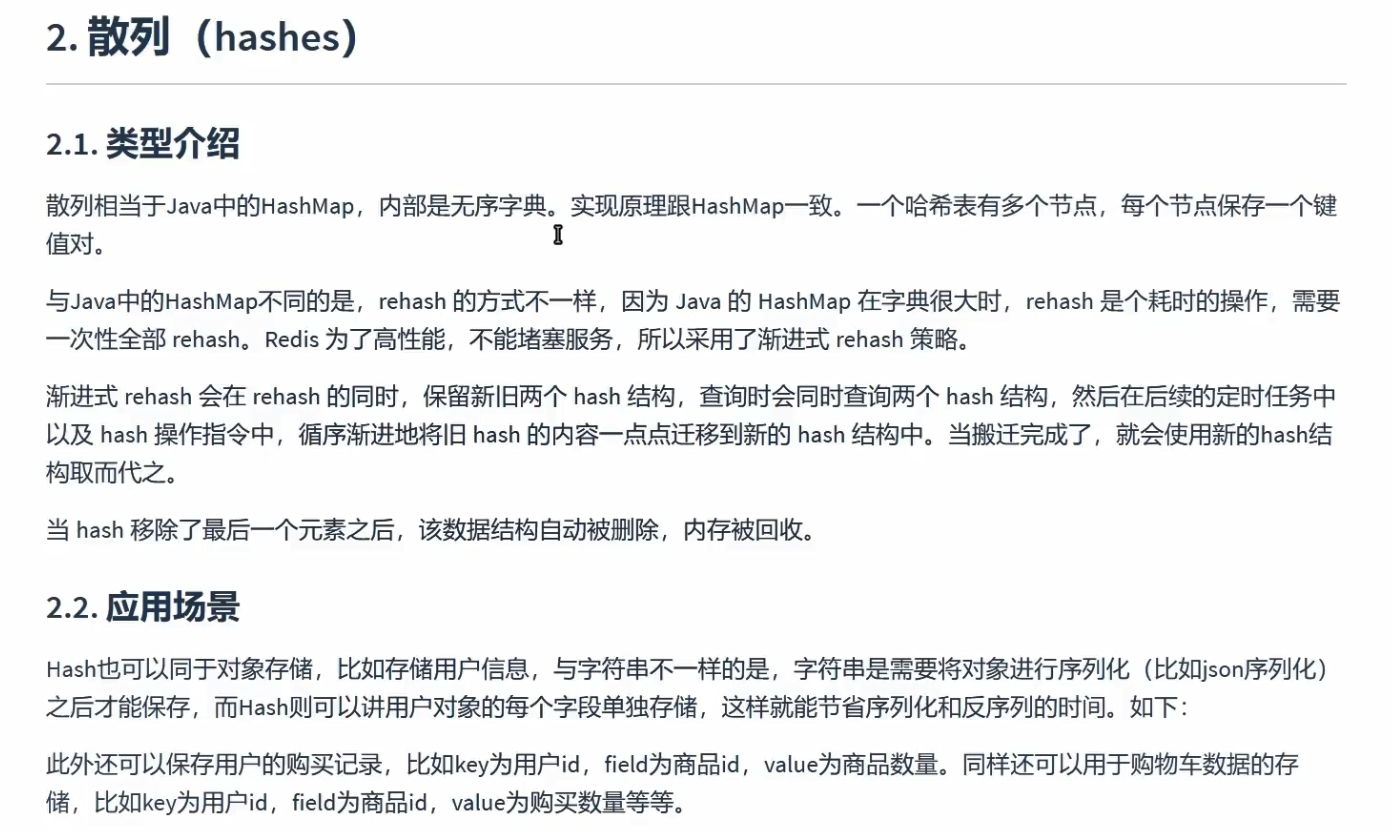 2. 散列（hashes）
2.1. 类型介绍
散列相当于Java中的HashMap，内部是无序字典。实现原理跟HashMap一致。一个哈希表有多个节点，每个节点保存一个键
值对。
与Java中的HashMap不同的是，rehash 的方式不一样，因为 Java 的 HashMap 在字典很大时，rehash 是个耗时的操作，需要
一次性全部 rehash。Redis 为了高性能，不能堵塞服务，所以采用了渐进式 rehash 策略。
渐进式 rehash 会在 rehash 的同时，保留新旧两个 hash 结构，查询时会同时查询两个 hash 结构，然后在后续的定时任务中
以及 hash 操作指令中，循序渐进地将旧 hash 的内容一点点迁移到新的 hash 结构中。当搬迁完成了，就会使用新的hash结
构取而代之。
当 hash 移除了最后一个元素之后，该数据结构自动被删除，内存被回收。
2.2. 应用场景
Hash也可以同于对象存储，比如存储用户信息，与字符串不一样的是，字符串是需要将对象进行序列化（比如json序列化）
之后才能保存，而Hash则可以讲用户对象的每个字段单独存储，这样就能节省序列化和反序列的时间。如下：
此外还可以保存用户的购买记录，比如key为用户id，field为商品id，value为商品数量。同样还可以用于购物车数据的存
储，比如key为用户id，field为商品id，value为购买数量等等。